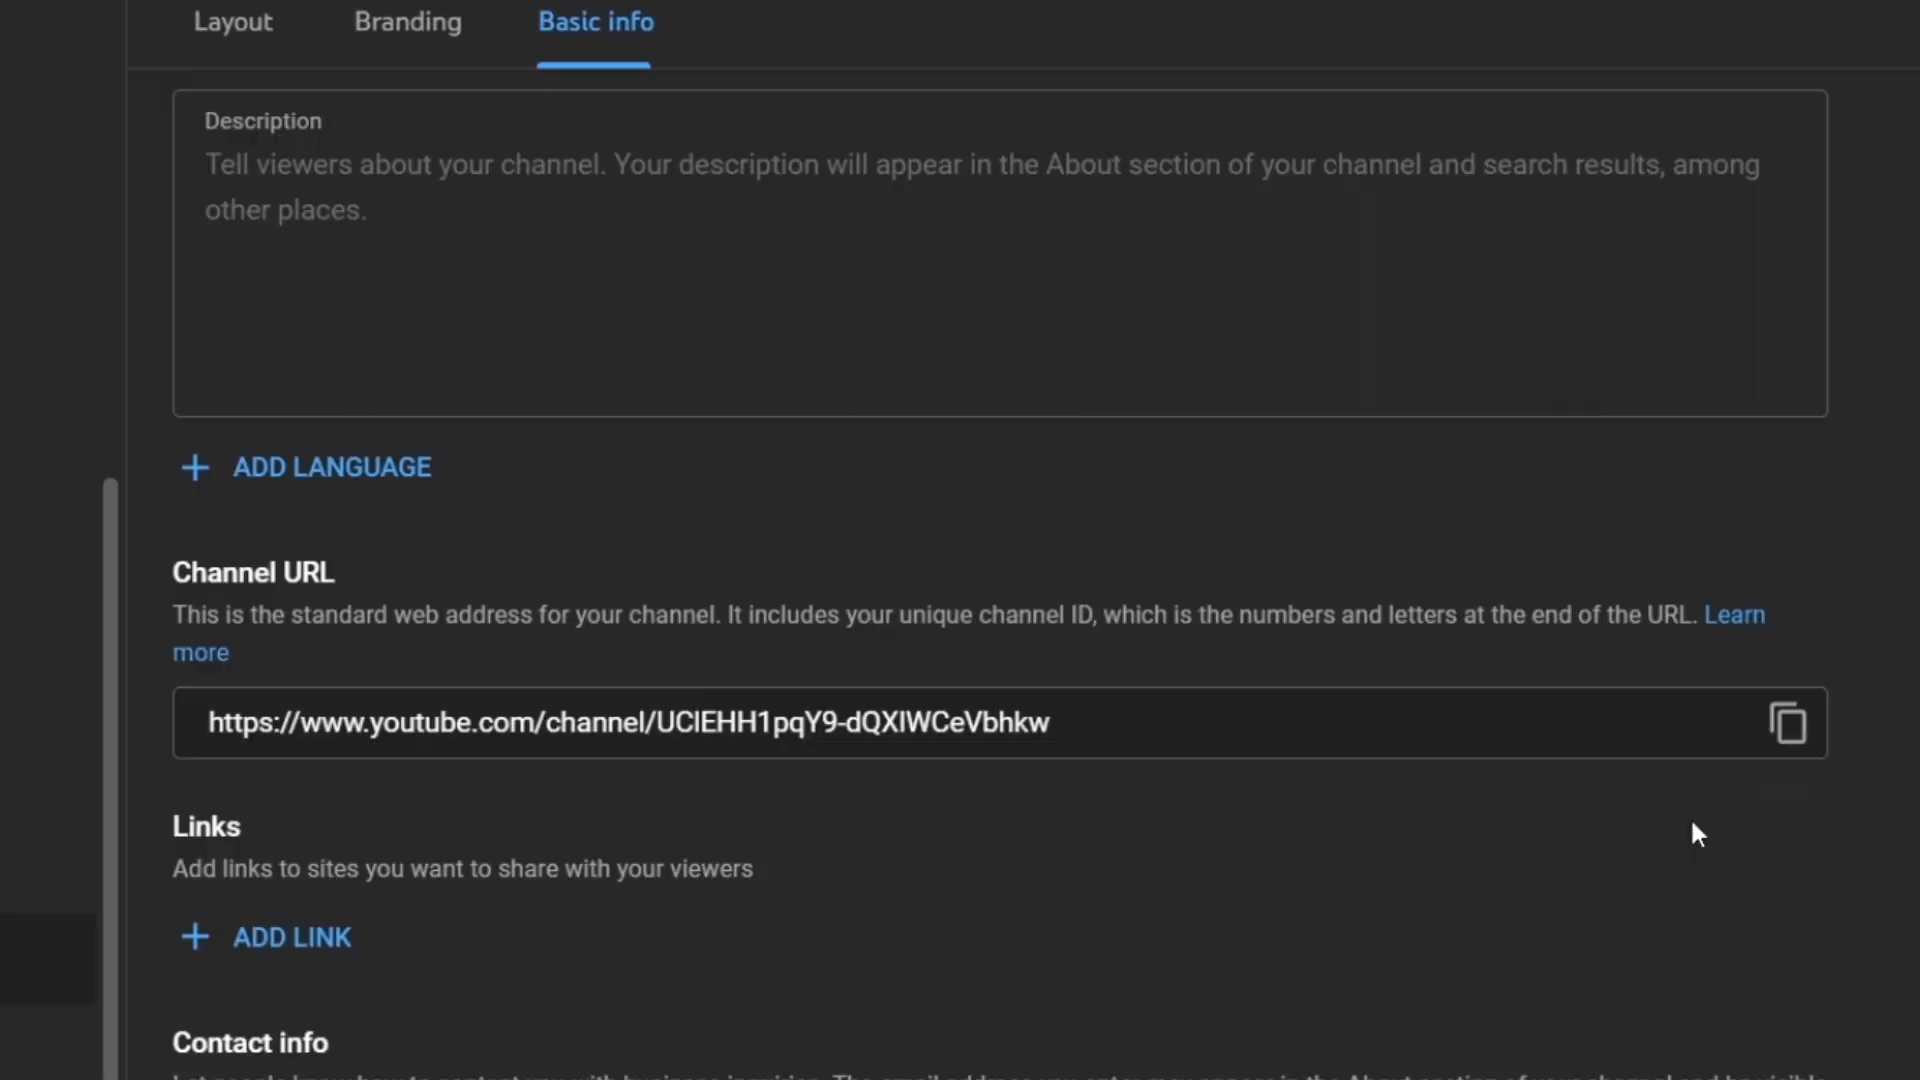 Layout Branding Basic info
Description
Tell viewers about your channel. Your description will appear in the About section of your channel and search results, among
other places.
ADD LANGUAGE
Channel URL
This is the standard web address for your channel. It includes your unique channel ID, which is the numbers and letters at the end of the URL. Learn
more
https://www.youtube.com/channel/UClEHH1pqY9-dQXlWCeVbhkw
Links
Add links to sites you want to share with your viewers
ADD LINK
Contact info